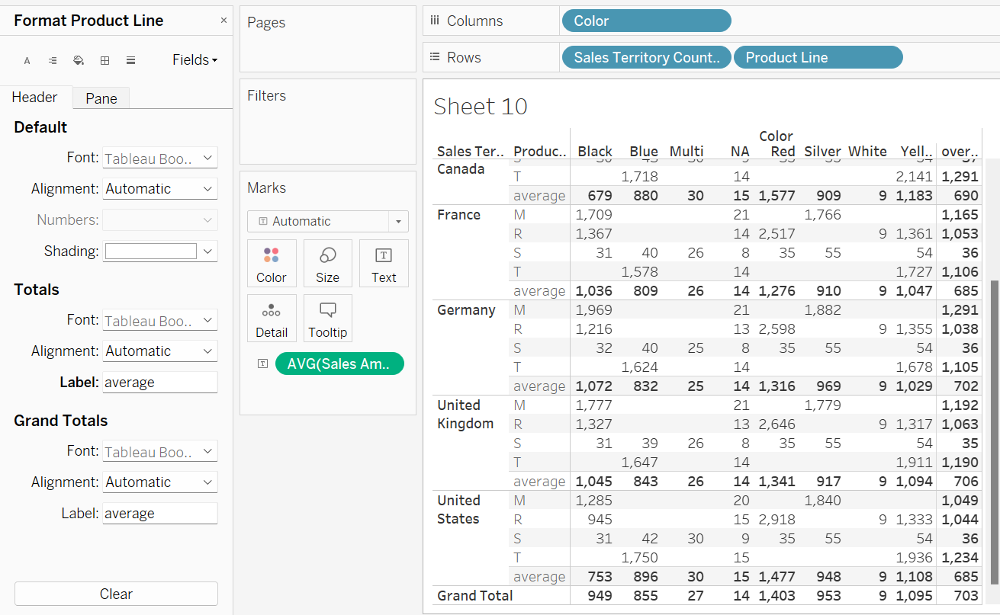 Format Product Line ×
A Fields
Header Pane
Default
Font: Tableau Boo..
Alignment: Automatic
Numbers:
Shading:
Totals
Font: Tableau Boo..
Alignment: Automatic
Label: average
Grand Totals
Font: Tableau Boo..
Alignment: Automatic
Label: average
Clear
Pages
Filters
Marks
T Automatic
Color Size T Text
Detail Tooltip
T AVG(Sales Am..
iii Columns Color
Rows Sales Territory Count.. Product Line
Sheet 10
Color
Sales Ter.. Produc.. Black Blue Multi NA Red Silver White Yell.. over..
Canada
T 1,718 14 2,141 1,291
average 679 880 30 15 1,577 909 9 1,183 690
France M 1,709 21 1,766 1,165
R 1,367 14 2,517 9 1,361 1,053
S 31 40 26 8 35 55 54 36
T 1,578 14 1,727 1,106
average 1,036 809 26 14 1,276 910 9 1,047 685
Germany M 1,969 21 1,882 1,291
R 1,216 13 2,598 9 1,355 1,038
S 32 40 25 8 35 55 54 36
T 1,624 14 1,678 1,105
average 1,072 832 25 14 1,316 969 9 1,029 702
United M 1,777 21 1,779 1,192
Kingdom R 1,327 13 2,646 9 1,317 1,063
S 31 39 26 8 35 55 54 35
T 1,647 14 1,911 1,190
average 1,045 843 26 14 1,341 917 9 1,094 706
United M 1,285 20 1,840 1,049
States R 945 15 2,918 9 1,333 1,044
S 31 42 30 9 35 55 54 36
T 1,750 15 1,936 1,234
average 753 896 30 15 1,477 948 9 1,108 685
Grand Total 949 855 27 14 1,403 953 9 1,095 703